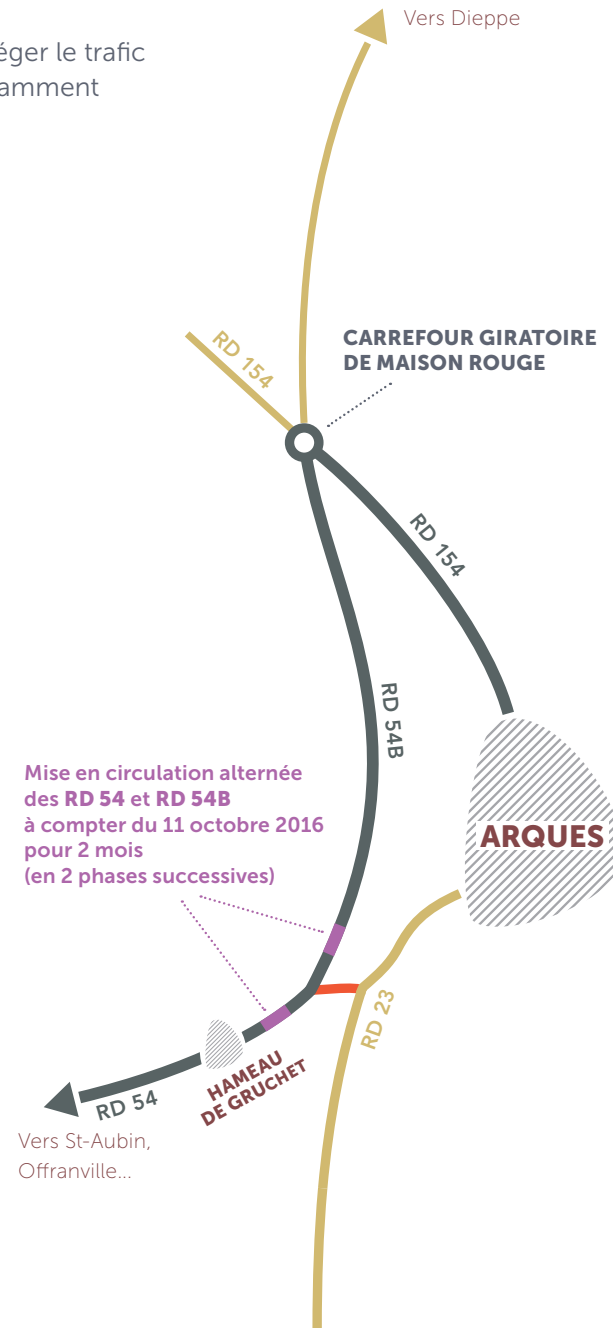 Vers Dieppe
éger le trafic
amment
RD 154
CARREFOUR GIRATOIRE
DE MAISON ROUGE
RD 154
RD 54B
Mise en circulation alternée
des RD 54 et RD 54B
à compter du 11 octobre 2016
pour 2 mois
(en 2 phases successives)
ARQUES
RD 23
HAMEAU
DE GRUCHET
RD 54
Vers St-Aubin,
Offranville...